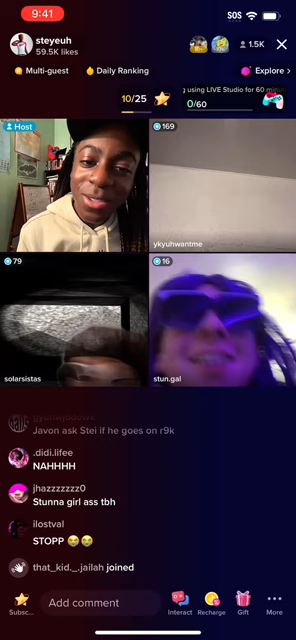 9:41
SOS
steyeuh
59.5K likes
1.5K
Multi-guest
Daily Ranking
Explore >
10/25
g using LIVE Studio for 60
0/60
Host
169
ykyuhwantme
79
solarsistas
16
stun.gal
Javon ask Stei if he goes on r9k
.didi.lifee
NAHHHH
jhazzzzzzz0
Stunna girl ass tbh
ilostval
STOPP 😭😭
that_kid._.jailah joined
Subsc...
Add comment
Interact
Recharge
Gift
More